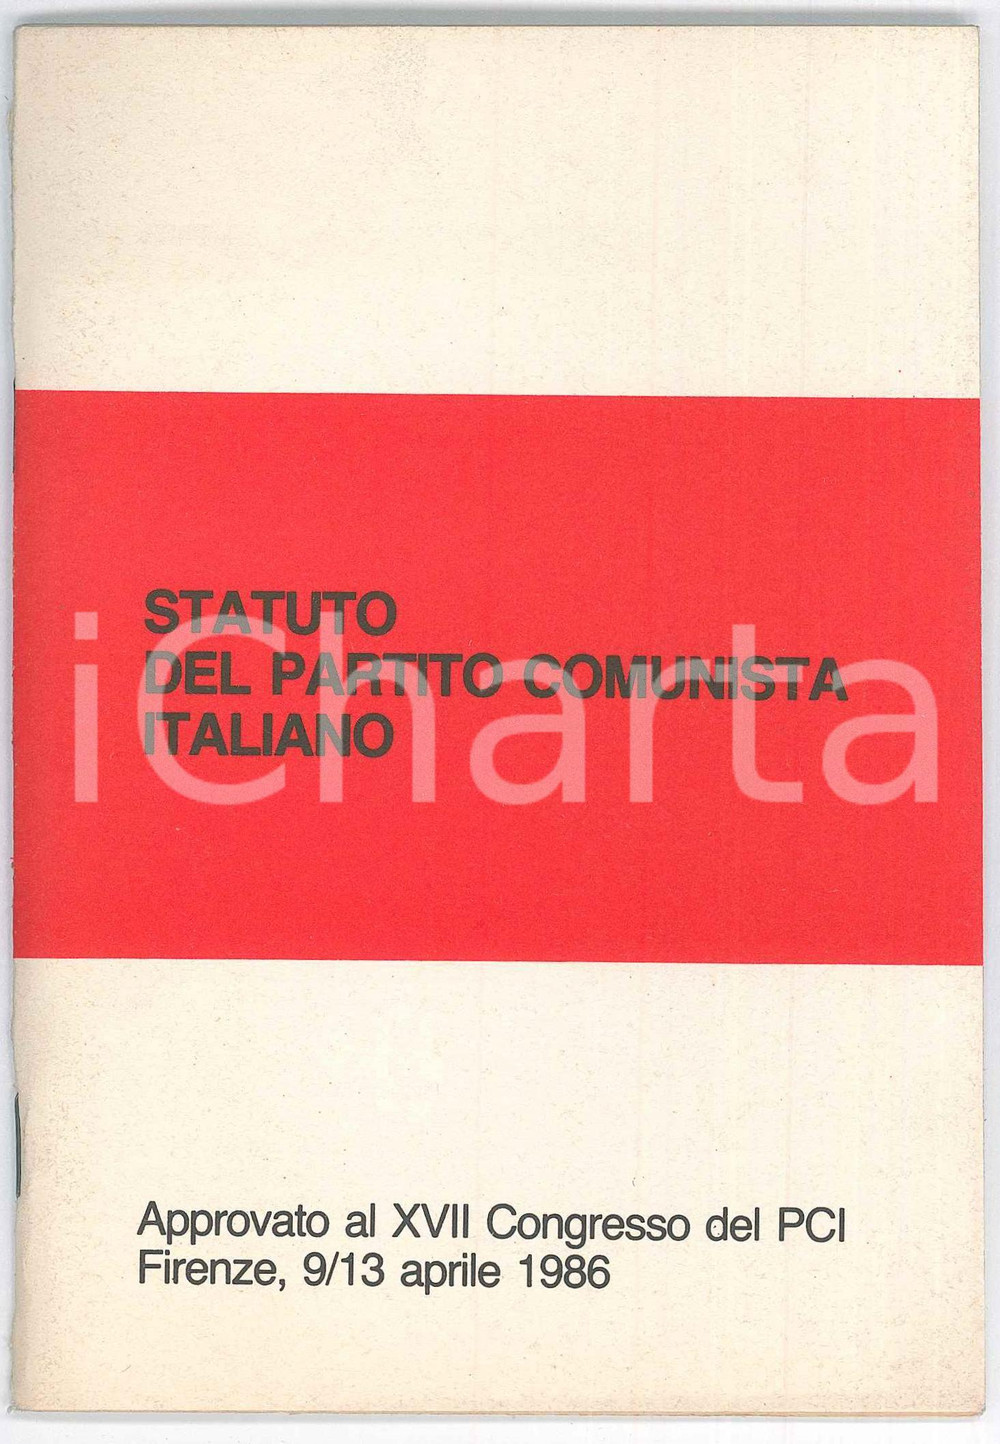 STATUTO
DEL PARTITO COMUNISTA
ITALIANO
iCharta
Approvato al XVII Congresso del PCI
Firenze, 9/13 aprile 1986